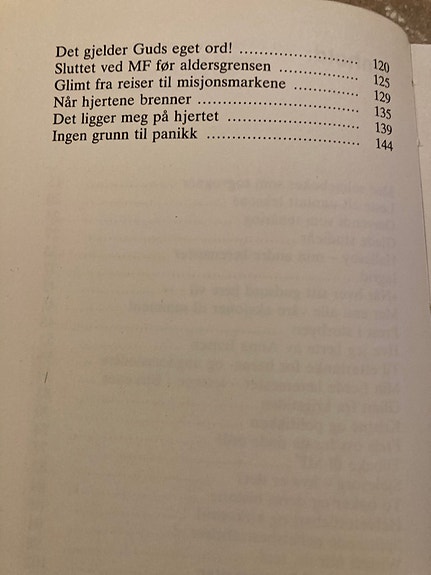 Det gjelder Guds eget ord! .................................. 120
Sluttet ved MF før aldersgrensen ........................ 125
Glimt fra reiser til misjonsmarkene ..................... 129
Når hjertene brenner ........................................ 135
Det ligger meg på hjertet ................................... 139
Ingen grunn til panikk ....................................... 144